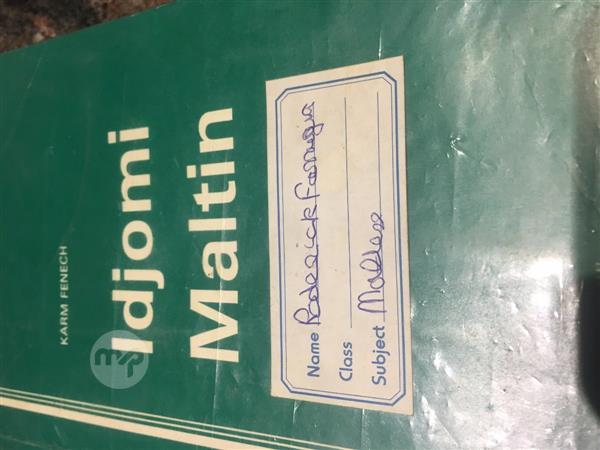 KARM FENECH
Idjomi
Maltin
Name Roderick Farrugia
Class
Subject Maltese